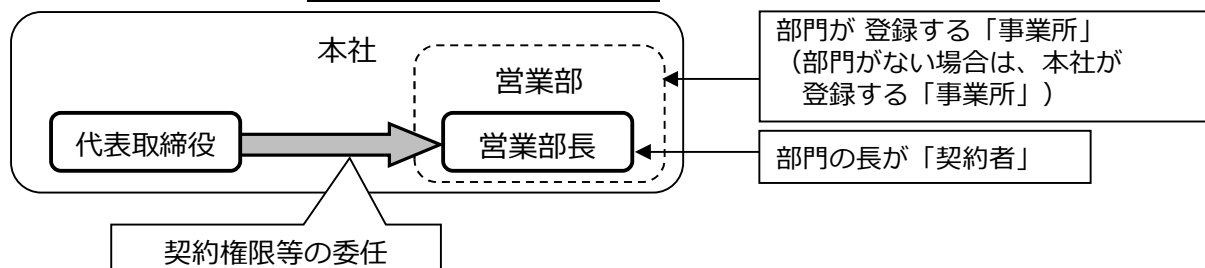 本社
営業部
代表取締役
営業部長
契約権限等の委任
部門が 登録する「事業所」
（部門がない場合は、本社が
登録する「事業所」）
部門の長が「契約者」